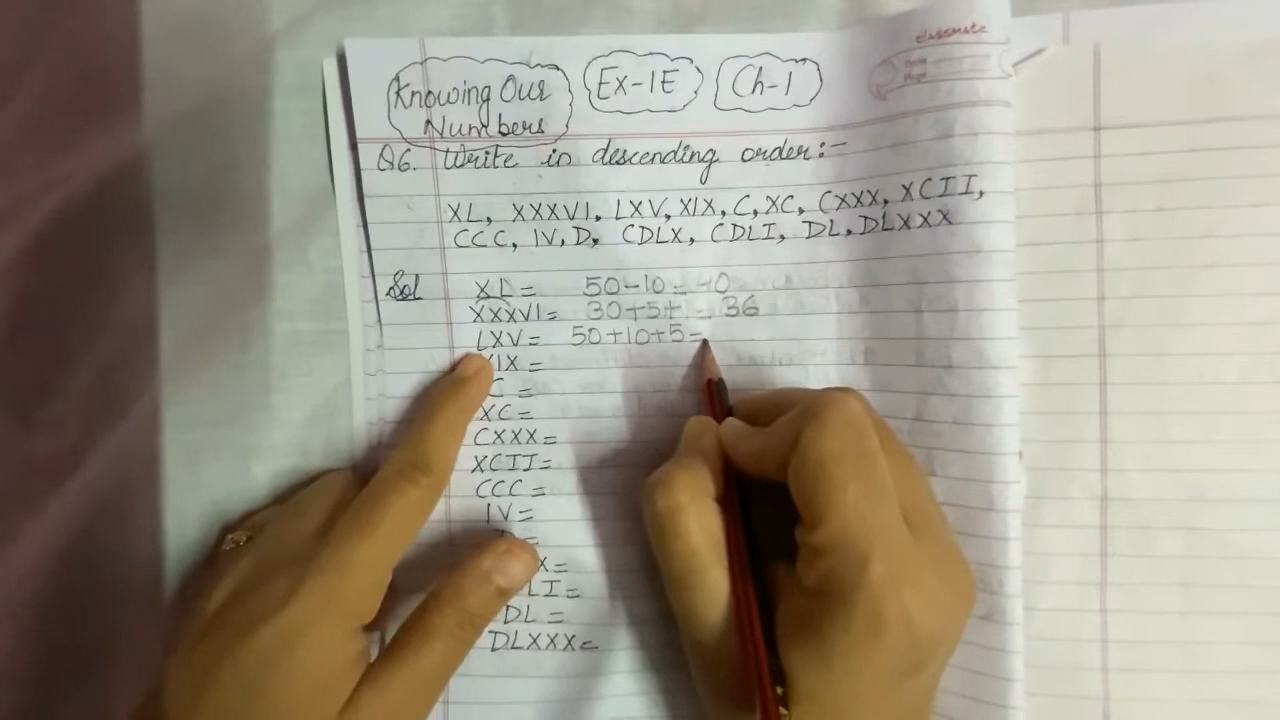 classmate
Knowing Our Numbers
Ex-1E
Ch-1
Q6. Write in descending order:-
XL, XXXVI, LXV, XIX, C, XC, CXXX, XCII,
CCC, IV, D, CDLX, CDLI, DL, DLXXX
Sol XL = 50-10 = 40
XXXVI = 30+5+ = 36
LXV = 50+10+5=
XIX =
C =
XC =
CXXX =
XCII =
CCC =
IV =
D =
X =
LI =
DL =
DLXXX =